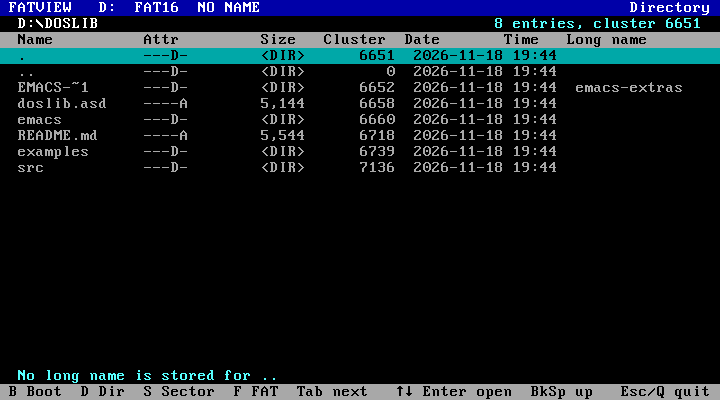 FATVIEW   D:  FAT16  NO NAME                                         Directory
D:\DOSLIB                                            8 entries, cluster 6651
Name          Attr         Size   Cluster  Date       Time   Long name
.             ---D-        <DIR>      6651  2026-11-18 19:44
..            ---D-        <DIR>         0  2026-11-18 19:44
EMACS-~1      ---D-        <DIR>      6652  2026-11-18 19:44  emacs-extras
doslib.asd    ----A        5,144      6658  2026-11-18 19:44
emacs         ---D-        <DIR>      6660  2026-11-18 19:44
README.md     ----A        5,544      6718  2026-11-18 19:44
examples      ---D-        <DIR>      6739  2026-11-18 19:44
src           ---D-        <DIR>      7136  2026-11-18 19:44
No long name is stored for ..
B Boot  D Dir  S Sector  F FAT  Tab next   ↑↓ Enter open  BkSp up   Esc/Q quit